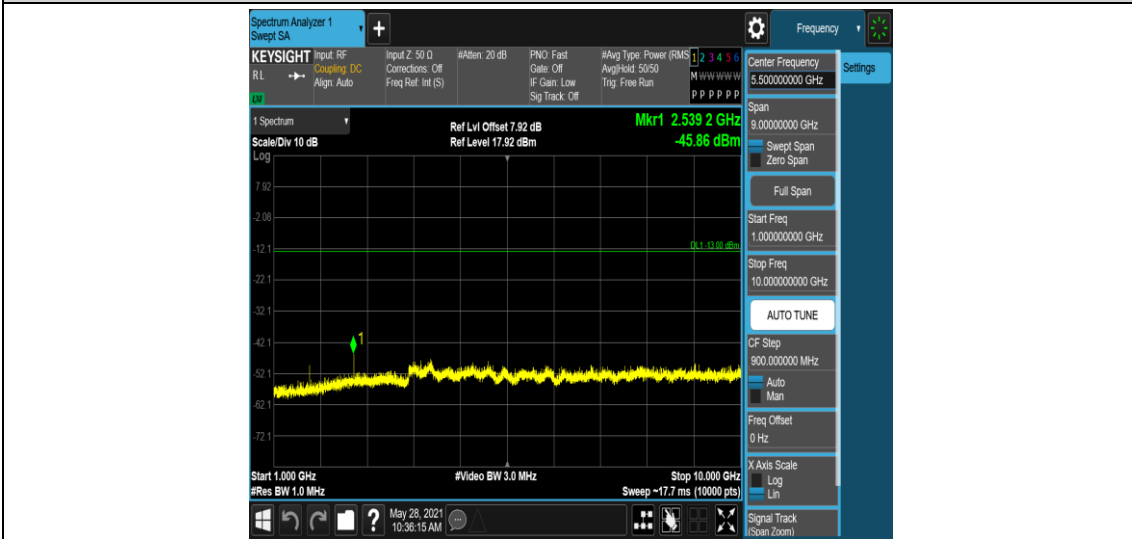 Spectrum Analyzer 1
Swept SA
+
Frequency
KEYSIGHT
Input: RF
Coupling: DC
Align: Auto
Input Z: 50 Ω
Corrections: Off
Freq Ref: Int (S)
#Atten: 20 dB
PNO: Fast
Gate: Off
IF Gain: Low
Sig Track: Off
#Avg Type: Power (RMS
Avg|Hold: 50/50
Trig: Free Run
1 2 3 4 5 6
M W W W W W
P P P P P P
R L
LXI
1 Spectrum
Scale/Div 10 dB
Log
Ref Lvl Offset 7.92 dB
Ref Level 17.92 dBm
Mkr1 2.539 2 GHz
-45.86 dBm
7.92
-2.08
-12.1
-22.1
-32.1
-42.1
-52.1
-62.1
-72.1
DL1 -13.00 dBm
1
Start 1.000 GHz
#Res BW 1.0 MHz
#Video BW 3.0 MHz
Stop 10.000 GHz
Sweep ~17.7 ms (10000 pts)
Center Frequency
5.500000000 GHz
Settings
Span
9.00000000 GHz
Swept Span
Zero Span
Full Span
Start Freq
1.000000000 GHz
Stop Freq
10.000000000 GHz
AUTO TUNE
CF Step
900.000000 MHz
Auto
Man
Freq Offset
0 Hz
X Axis Scale
Log
Lin
Signal Track
(Span Zoom)
?
May 28, 2021
10:36:15 AM